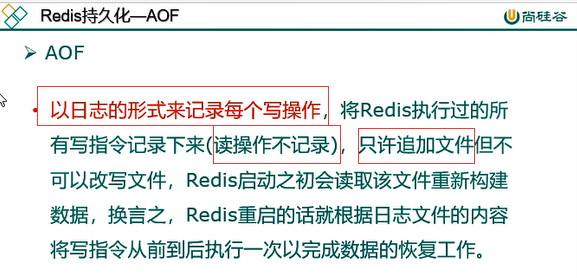 Redis持久化—AOF
尚硅谷
AOF
以日志的形式来记录每个写操作，将Redis执行过的所
有写指令记录下来(读操作不记录)，只许追加文件但不
可以改写文件，Redis启动之初会读取该文件重新构建
数据，换言之，Redis重启的话就根据日志文件的内容
将写指令从前到后执行一次以完成数据的恢复工作。